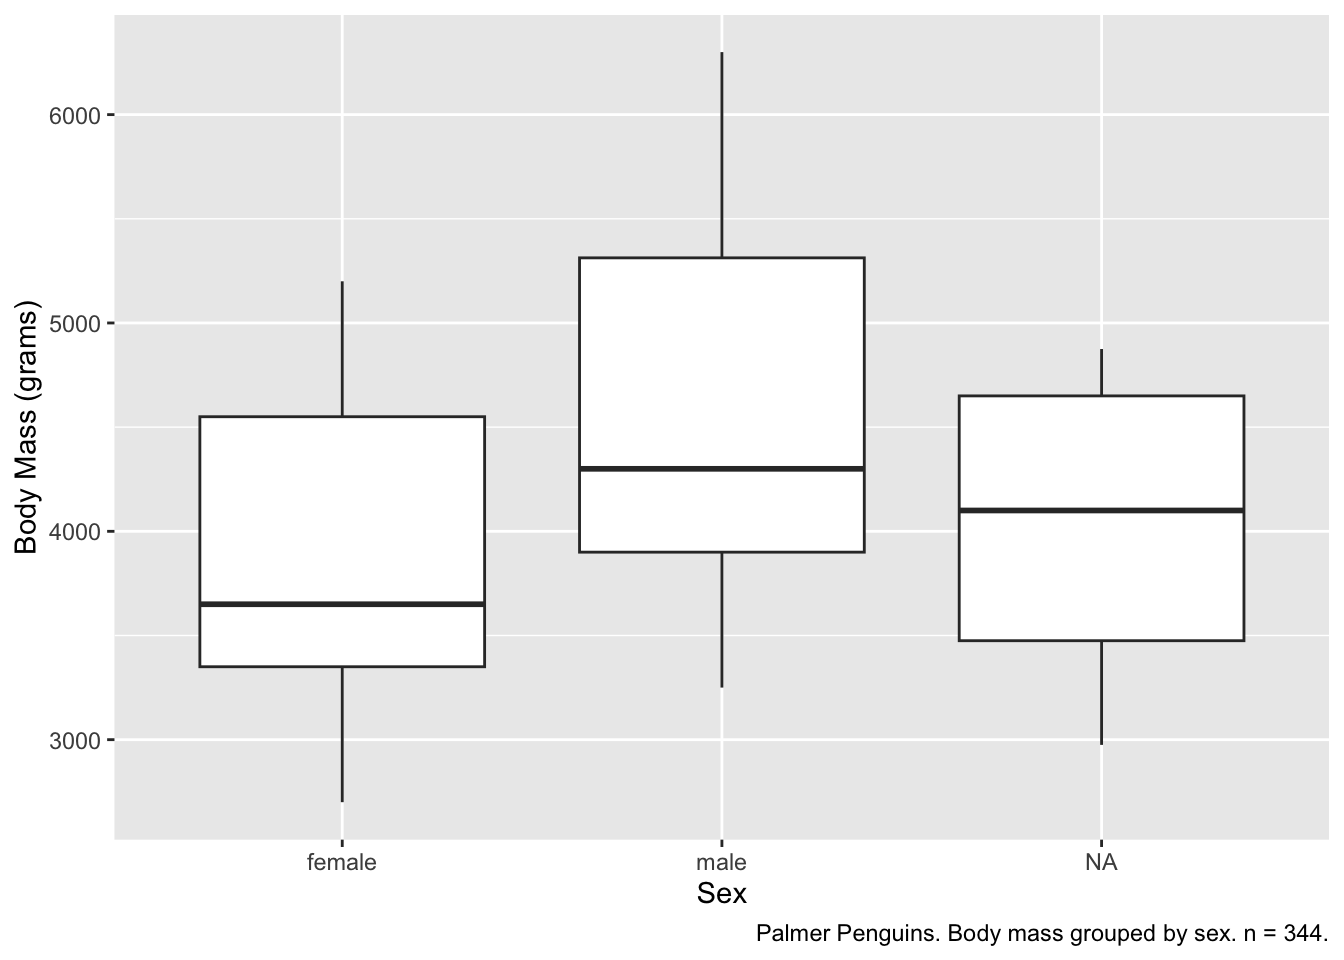 6000
5000
4000
3000
Body Mass (grams)
female
male
NA
Sex
Palmer Penguins. Body mass grouped by sex. n = 344.